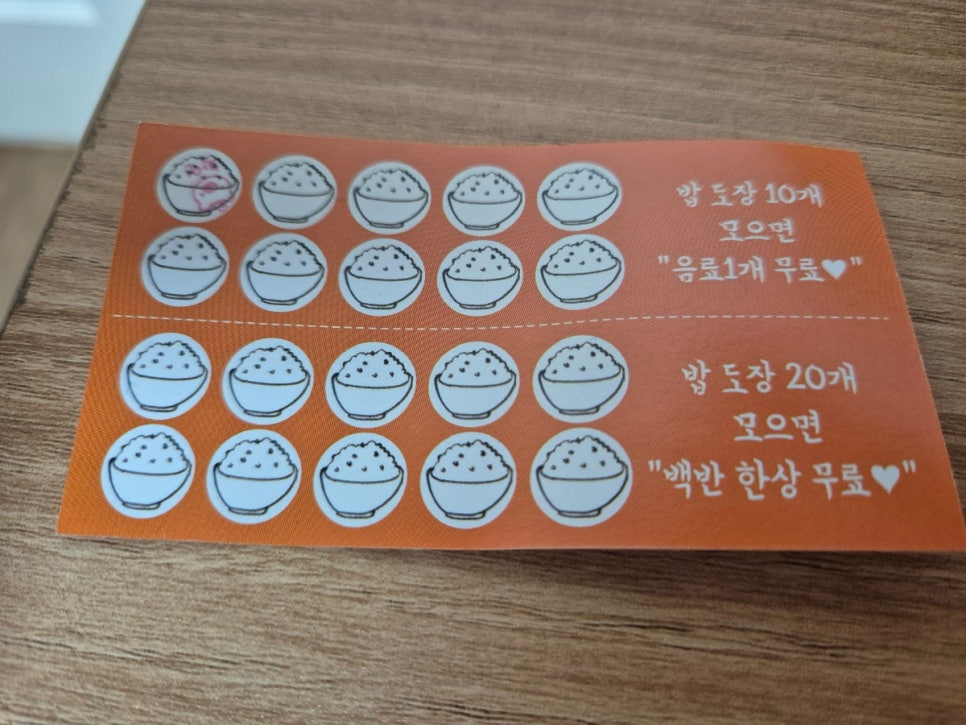 밥 도장 10개
모으면
"음료1개 무료♥"
밥 도장 20개
모으면
"백반 한상 무료♥"